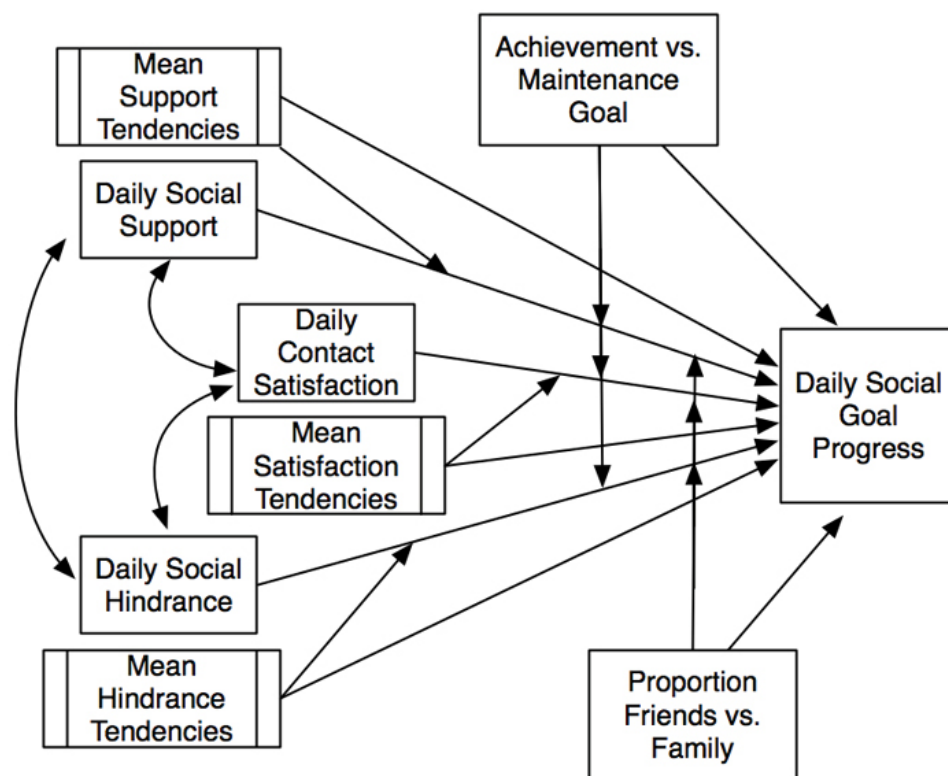 Mean
Support
Tendencies
Achievement vs.
Maintenance
Goal
Daily Social
Support
Daily
Contact
Satisfaction
Daily Social
Goal
Progress
Mean
Satisfaction
Tendencies
Daily Social
Hindrance
Mean
Hindrance
Tendencies
Proportion
Friends vs.
Family